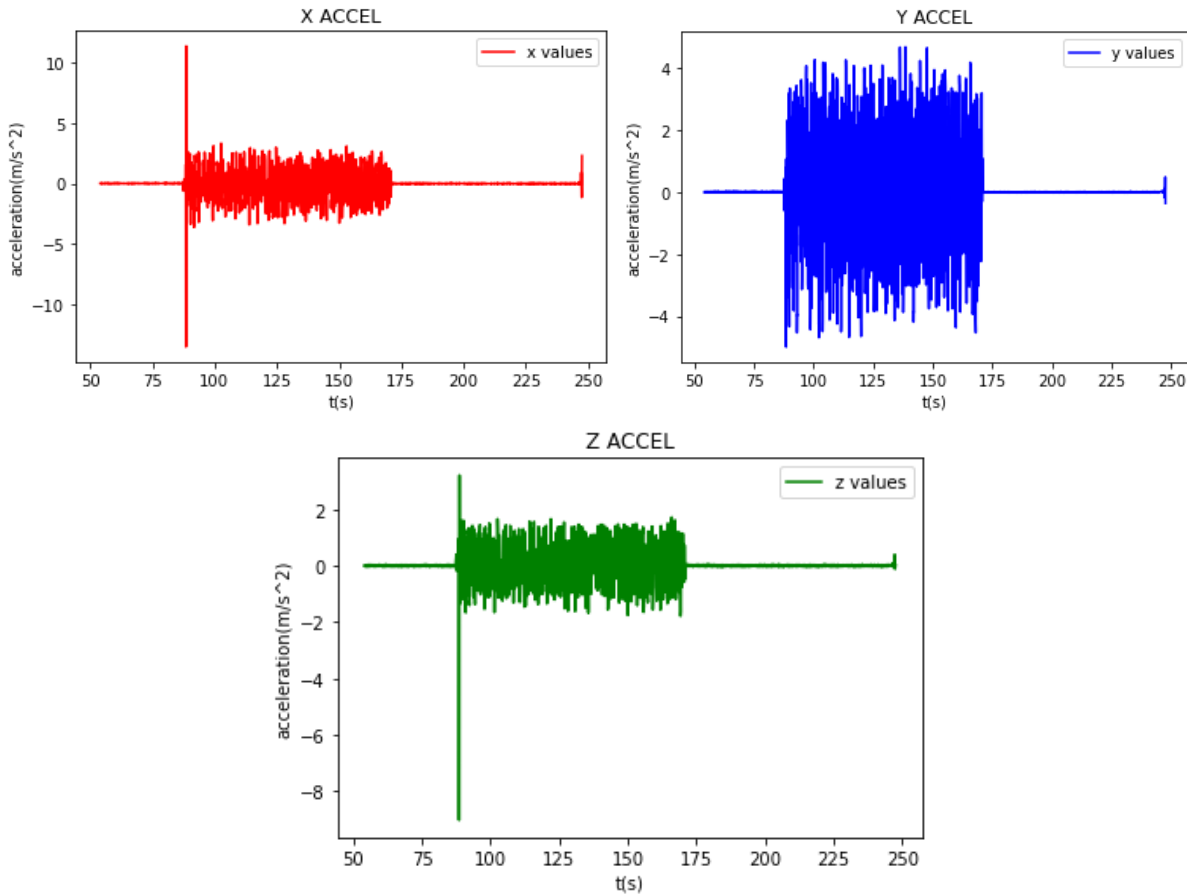 X ACCEL
x values
10
5
0
−5
−10
acceleration(m/s^2)
50 75 100 125 150 175 200 225 250
t(s)
Y ACCEL
y values
4
2
0
−2
−4
acceleration(m/s^2)
50 75 100 125 150 175 200 225 250
t(s)
Z ACCEL
z values
2
0
−2
−4
−6
−8
acceleration(m/s^2)
50 75 100 125 150 175 200 225 250
t(s)